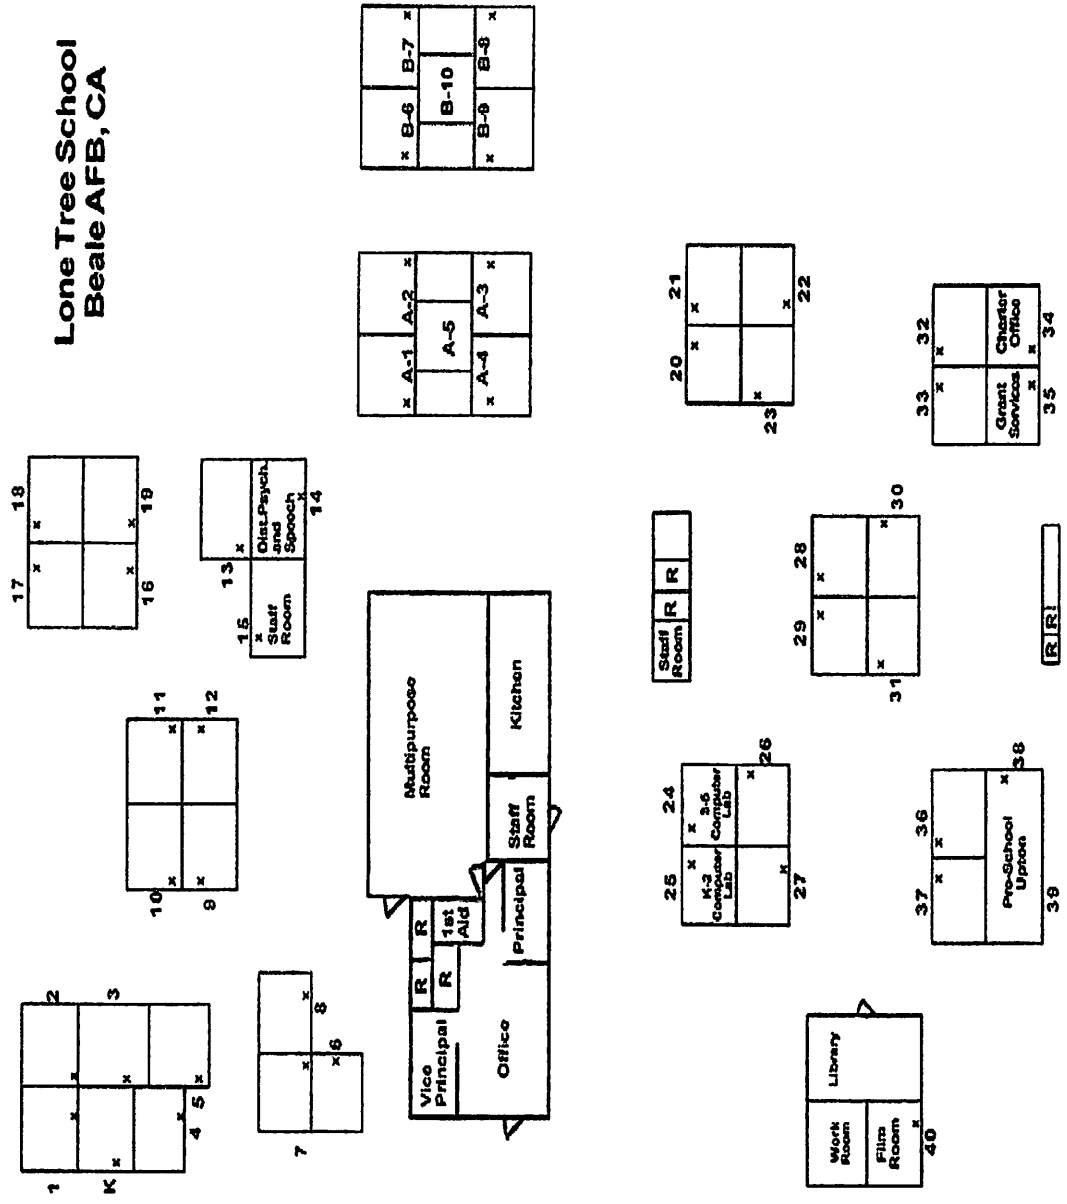 Lone Tree School
Beale AFB, CA
17
18
16
19
1
2
K
3
4
5
10
11
9
12
13
15
Staff
Room
Dist.Psych.
and
Speech
14
7
8
6
A-1
A-2
A-5
A-4
A-3
B-6
B-7
B-10
B-9
B-8
Multipurpose
Room
Vice
Principal
R
R
R
1st
Aid
Office
Principal
Staff
Room
Kitchen
Staff
Room
R
R
20
21
23
22
25
24
K-2
Computer
Lab
3-5
Computer
Lab
27
26
29
28
31
30
Library
Work
Room
Film
Room
40
37
36
Pre-School
Upton
39
38
33
32
Grant
Services
Charter
Office
35
34
R
R